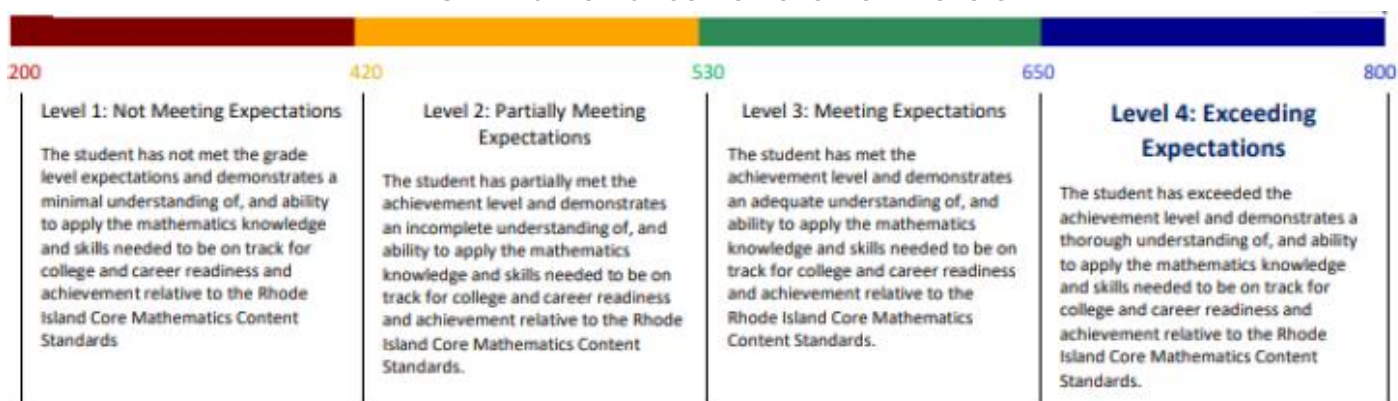 200
420
530
650
800
Level 1: Not Meeting Expectations
The student has not met the grade
level expectations and demonstrates a
minimal understanding of, and ability
to apply the mathematics knowledge
and skills needed to be on track for
college and career readiness and
achievement relative to the Rhode
Island Core Mathematics Content
Standards
Level 2: Partially Meeting
Expectations
The student has partially met the
achievement level and demonstrates
an incomplete understanding of, and
ability to apply the mathematics
knowledge and skills needed to be on
track for college and career readiness
and achievement relative to the Rhode
Island Core Mathematics Content
Standards.
Level 3: Meeting Expectations
The student has met the
achievement level and demonstrates
an adequate understanding of, and
ability to apply the mathematics
knowledge and skills needed to be on
track for college and career readiness
and achievement relative to the
Rhode Island Core Mathematics
Content Standards.
Level 4: Exceeding
Expectations
The student has exceeded the
achievement level and demonstrates a
thorough understanding of, and ability
to apply the mathematics knowledge
and skills needed to be on track for
college and career readiness and
achievement relative to the Rhode
Island Core Mathematics Content
Standards.